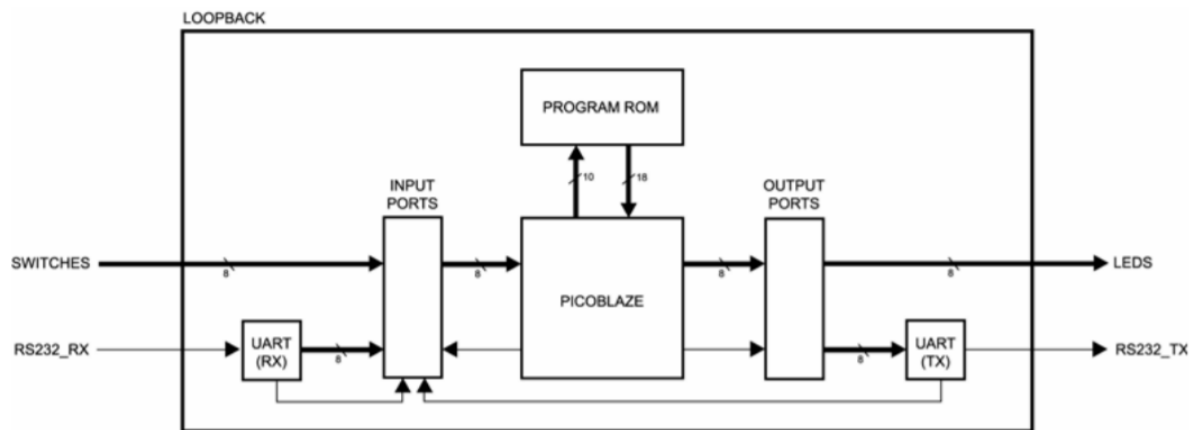 LOOPBACK
PROGRAM ROM
10
18
INPUT
PORTS
OUTPUT
PORTS
SWITCHES
8
8
PICOBLAZE
8
8
LEDS
RS232_RX
UART
(RX)
8
8
UART
(TX)
RS232_TX